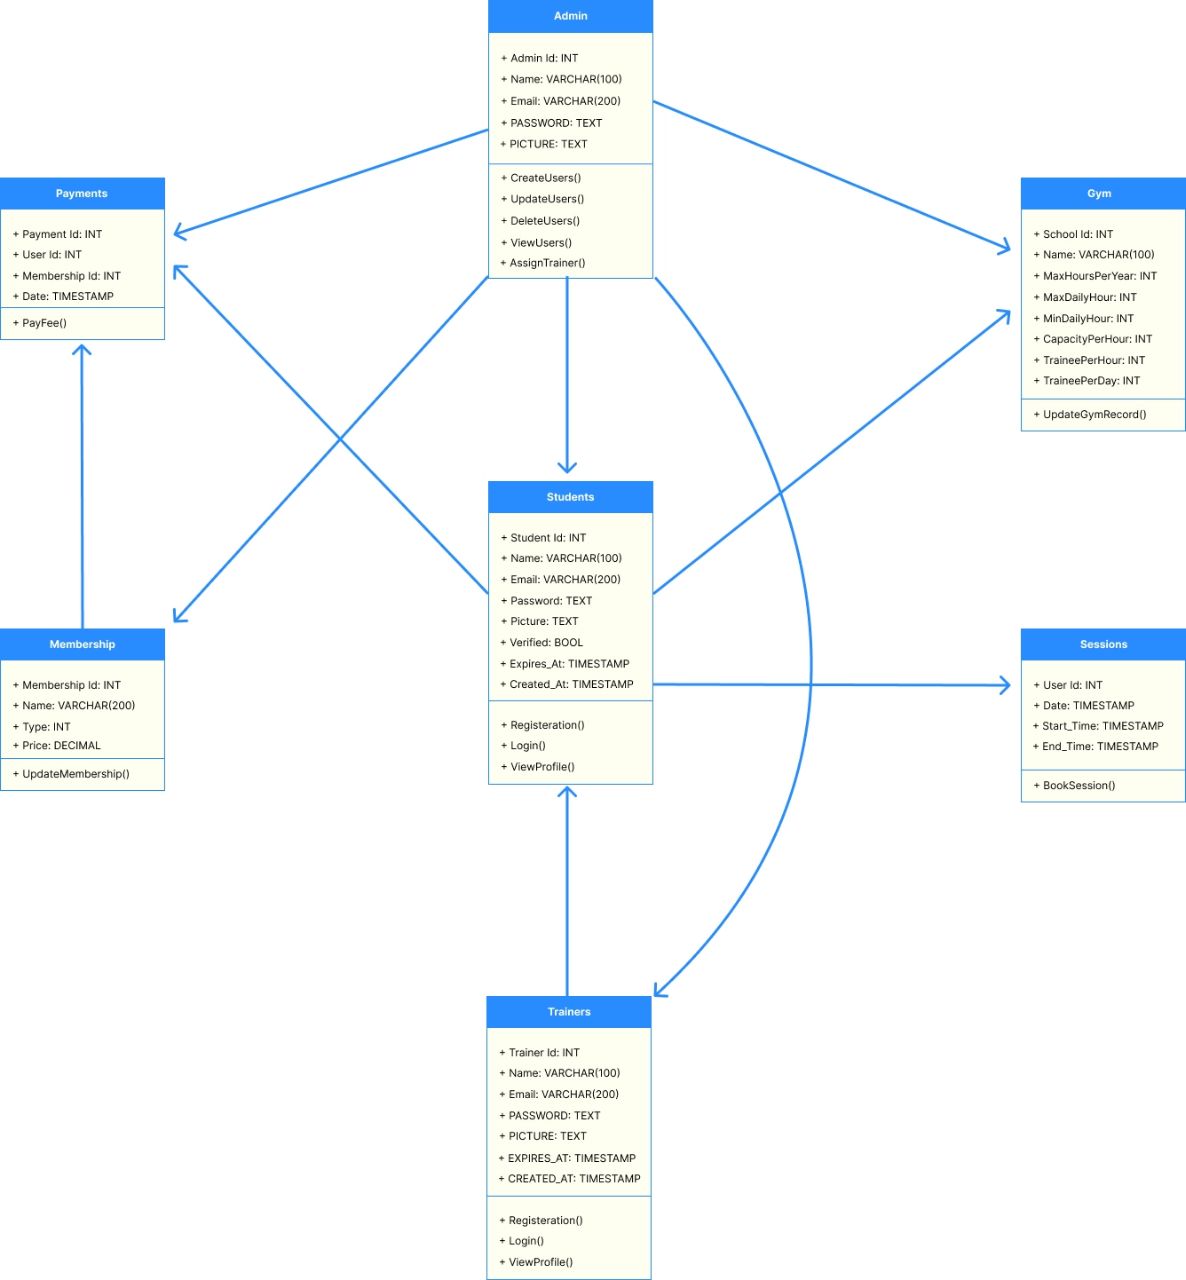 Admin
+ Admin Id: INT
+ Name: VARCHAR(100)
+ Email: VARCHAR(200)
+ PASSWORD: TEXT
+ PICTURE: TEXT
+ CreateUsers()
+ UpdateUsers()
+ DeleteUsers()
+ ViewUsers()
+ AssignTrainer()
Payments
+ Payment Id: INT
+ User Id: INT
+ Membership Id: INT
+ Date: TIMESTAMP
+ PayFee()
Gym
+ School Id: INT
+ Name: VARCHAR(100)
+ MaxHoursPerYear: INT
+ MaxDailyHour: INT
+ MinDailyHour: INT
+ CapacityPerHour: INT
+ TraineePerHour: INT
+ TraineePerDay: INT
+ UpdateGymRecord()
Students
+ Student Id: INT
+ Name: VARCHAR(100)
+ Email: VARCHAR(200)
+ Password: TEXT
+ Picture: TEXT
+ Verified: BOOL
+ Expires_At: TIMESTAMP
+ Created_At: TIMESTAMP
+ Registeration()
+ Login()
+ ViewProfile()
Membership
+ Membership Id: INT
+ Name: VARCHAR(200)
+ Type: INT
+ Price: DECIMAL
+ UpdateMembership()
Sessions
+ User Id: INT
+ Date: TIMESTAMP
+ Start_Time: TIMESTAMP
+ End_Time: TIMESTAMP
+ BookSession()
Trainers
+ Trainer Id: INT
+ Name: VARCHAR(100)
+ Email: VARCHAR(200)
+ PASSWORD: TEXT
+ PICTURE: TEXT
+ EXPIRES_AT: TIMESTAMP
+ CREATED_AT: TIMESTAMP
+ Registeration()
+ Login()
+ ViewProfile()